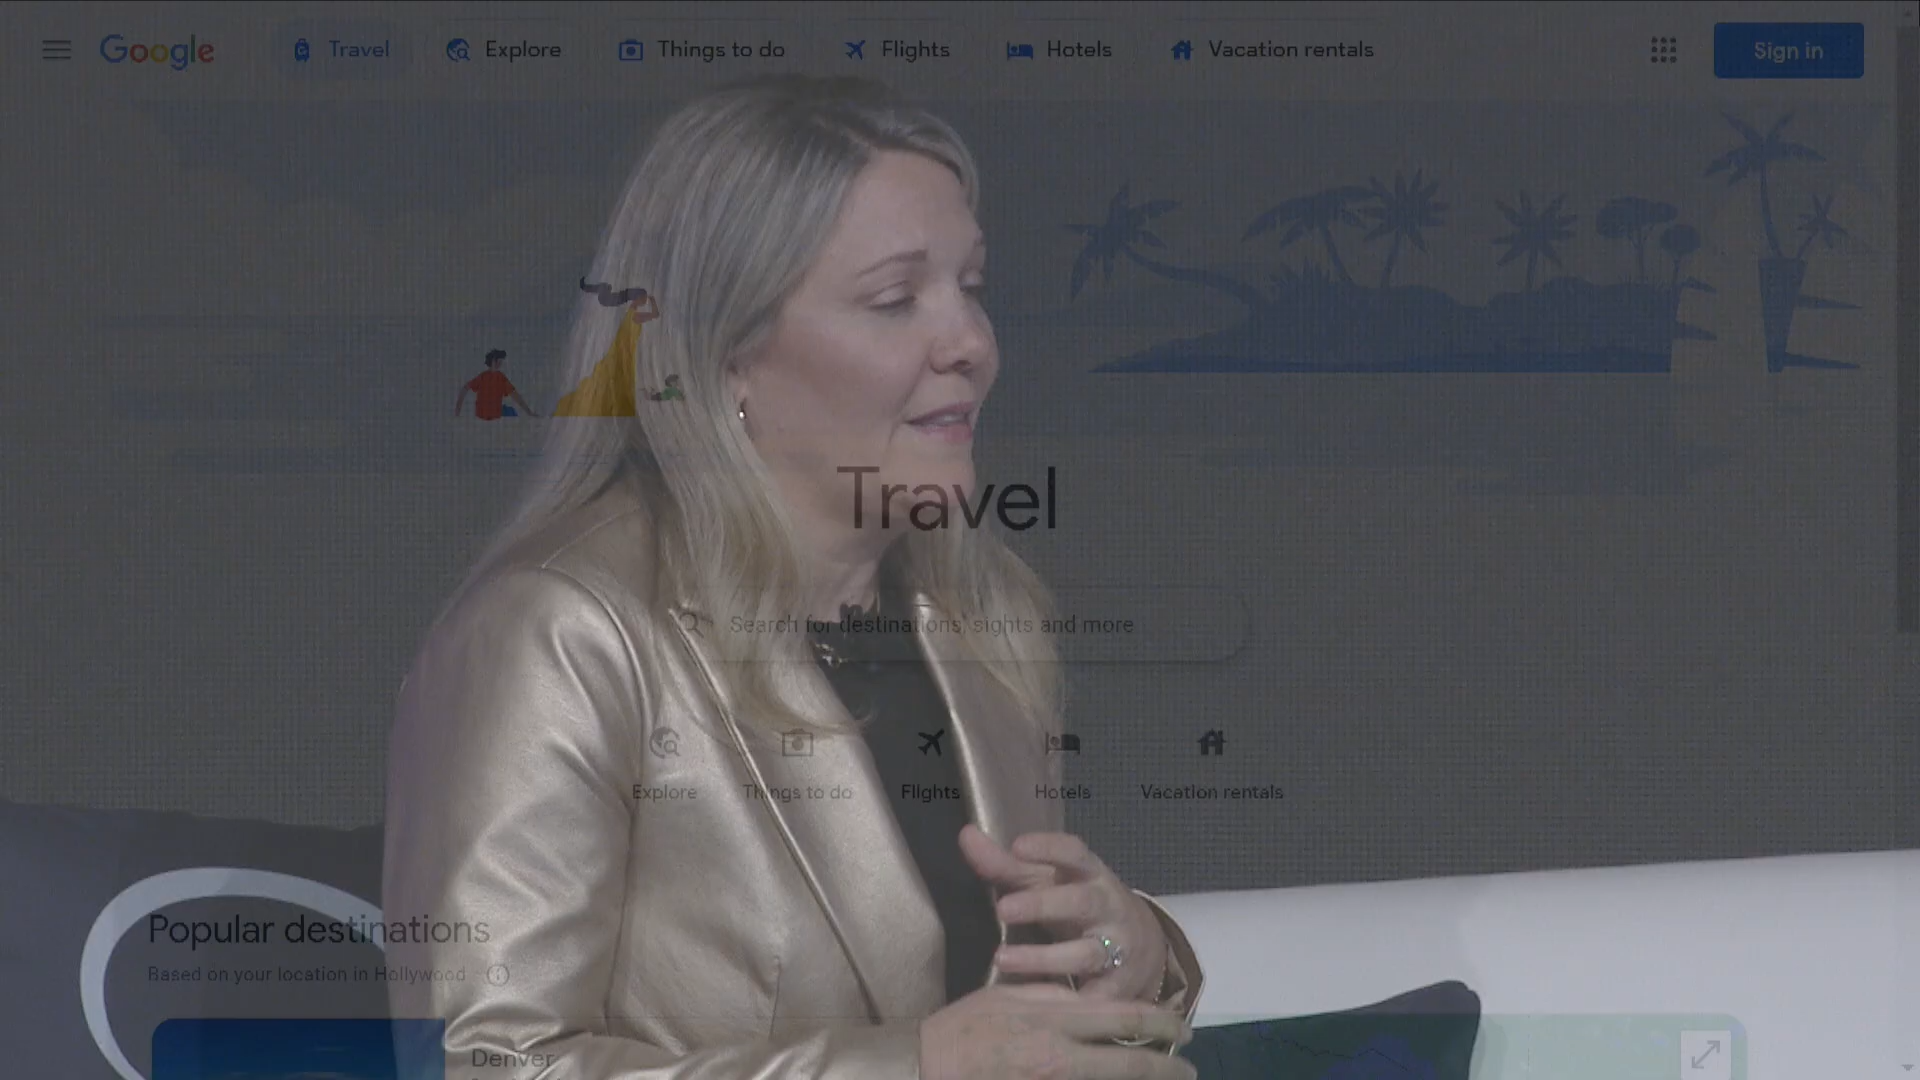 Google Travel Explore Things to do Flights Hotels Vacation rentals Sign in
Travel
Search for destinations, sights and more
Explore Things to do Flights Hotels Vacation rentals
Popular destinations
Based on your location in Hollywood
Denver